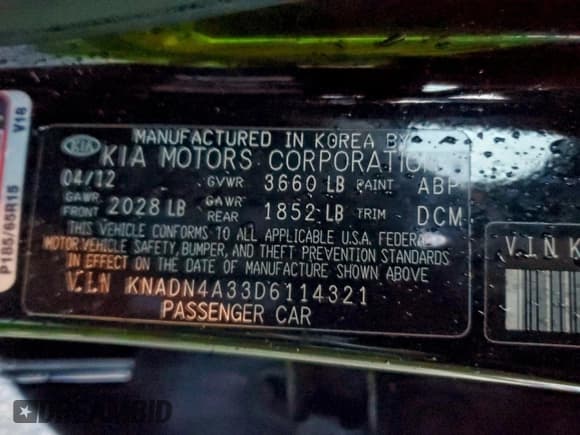 MANUFACTURED IN KOREA BY
KIA KIA MOTORS CORPORATION
04/12 GVWR 3660 LB PAINT ABP
GAWR FRONT 2028 LB GAWR REAR 1852 LB TRIM DCM
THIS VEHICLE CONFORMS TO ALL APPLICABLE U.S.A. FEDERAL
MOTOR VEHICLE SAFETY, BUMPER, AND THEFT PREVENTION STANDARDS
IN EFFECT ON THE DATE OF MANUFACTURE SHOWN ABOVE
V.I.N KNADN4A33D6114321
PASSENGER CAR
V.I.N K
P185/65R15
V18
DREAMBID